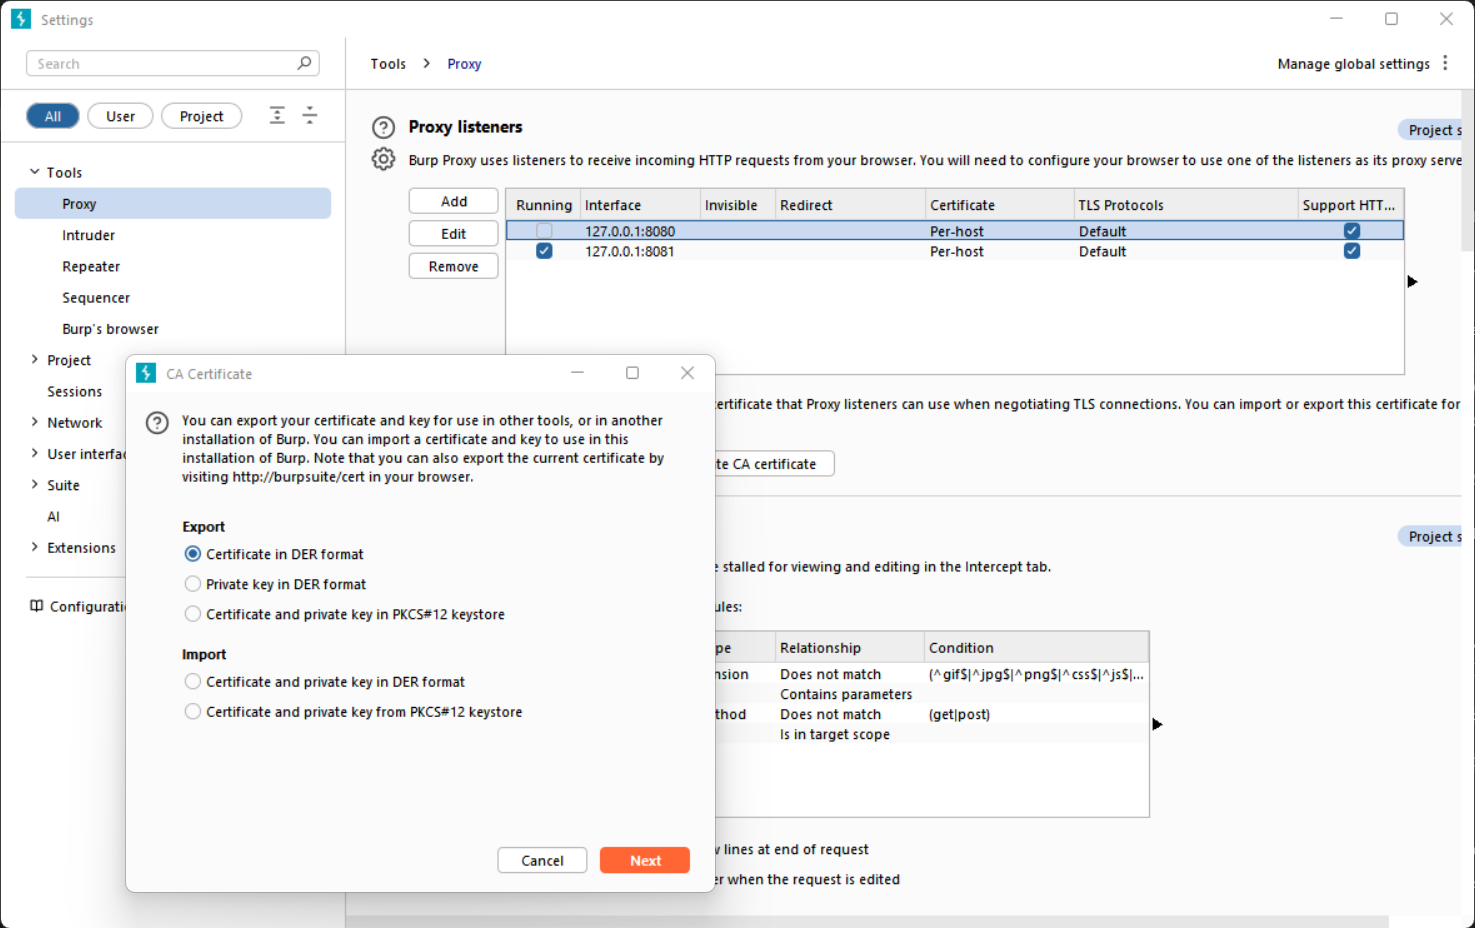 Settings
Search
Tools > Proxy
Manage global settings
All
User
Project
Tools
Proxy
Intruder
Repeater
Sequencer
Burp's browser
Project
Sessions
Network
User interfac
Suite
AI
Extensions
Configurati
Proxy listeners
Project s
Burp Proxy uses listeners to receive incoming HTTP requests from your browser. You will need to configure your browser to use one of the listeners as its proxy serve
Add
Edit
Remove
Running Interface Invisible Redirect Certificate TLS Protocols Support HTT...
127.0.0.1:8080 Per-host Default
127.0.0.1:8081 Per-host Default
ertificate that Proxy listeners can use when negotiating TLS connections. You can import or export this certificate for
te CA certificate
Project s
e stalled for viewing and editing in the Intercept tab.
ules:
pe Relationship Condition
nsion Does not match (^gif$|^jpg$|^png$|^css$|^js$|...
Contains parameters
thod Does not match (get|post)
Is in target scope
w lines at end of request
er when the request is edited
CA Certificate
You can export your certificate and key for use in other tools, or in another
installation of Burp. You can import a certificate and key to use in this
installation of Burp. Note that you can also export the current certificate by
visiting http://burpsuite/cert in your browser.
Export
Certificate in DER format
Private key in DER format
Certificate and private key in PKCS#12 keystore
Import
Certificate and private key in DER format
Certificate and private key from PKCS#12 keystore
Cancel
Next